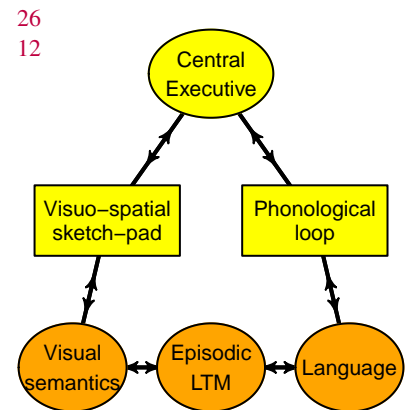 26
12
Central
Executive
Visuo−spatial
sketch−pad
Phonological
loop
Visual
semantics
Episodic
LTM
Language